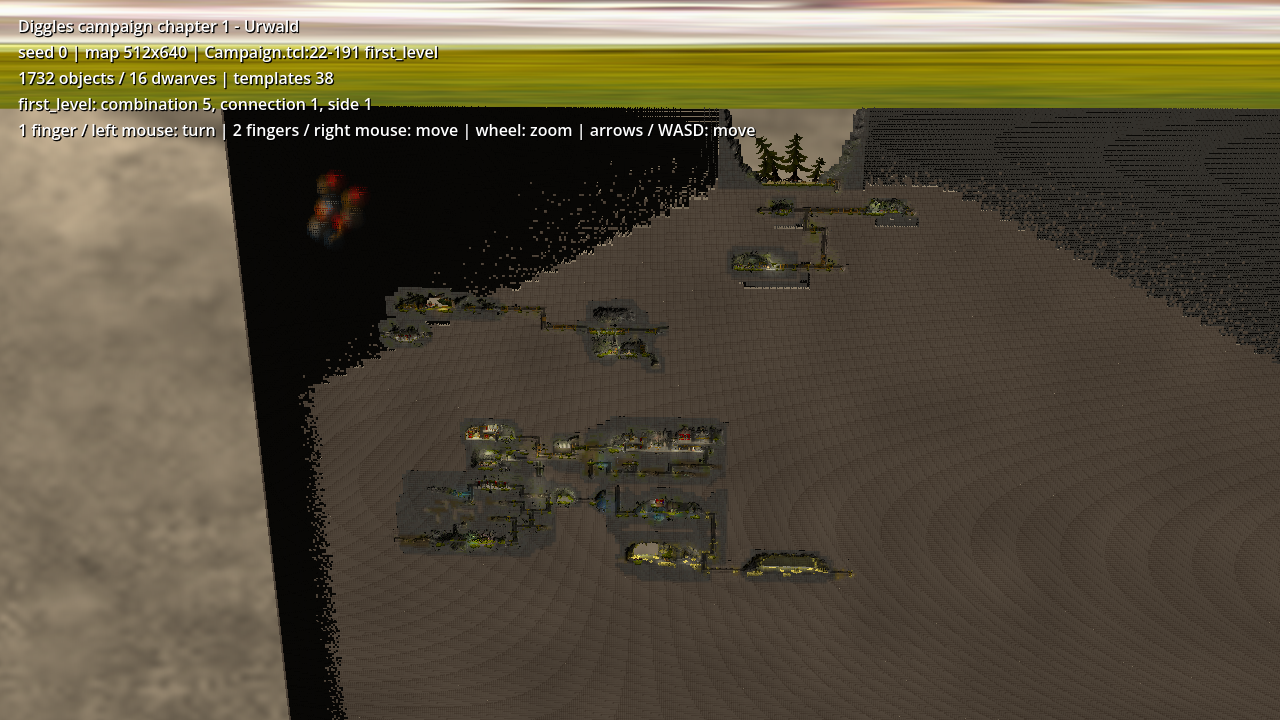 Diggles campaign chapter 1 - Urwald
seed 0 | map 512x640 | Campaign.tcl:22-191 first_level
1732 objects / 16 dwarves | templates 38
first_level: combination 5, connection 1, side 1
1 finger / left mouse: turn | 2 fingers / right mouse: move | wheel: zoom | arrows / WASD: move